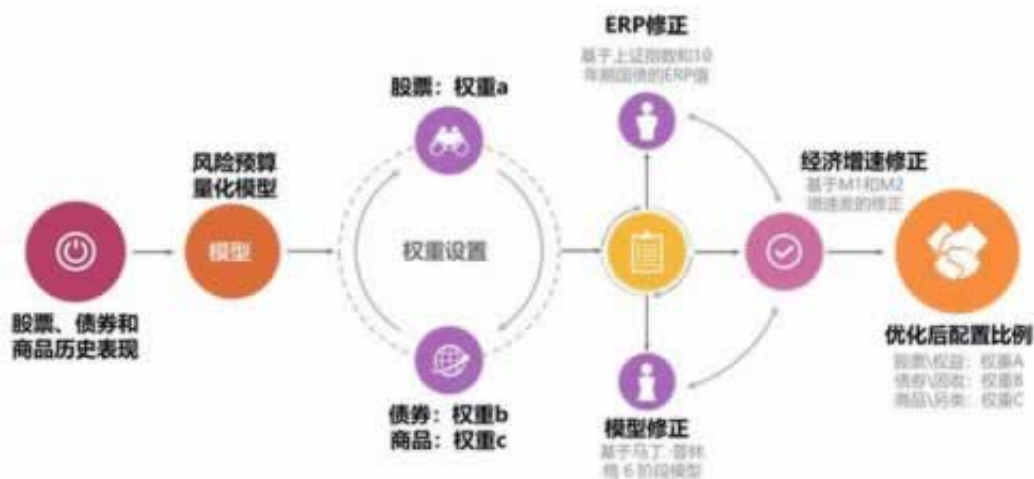 股票、债券和
商品历史表现
风险预算
量化模型
模型
股票：权重a
权重设置
债券：权重b
商品：权重c
ERP修正
基于上证指数和10
年期国债的ERP值
模型修正
基于马丁·普林
格 6 阶段模型
经济增速修正
基于M1和M2
增速差的修正
优化后配置比例
股票\权益：权重A
债券\固收：权重B
商品\另类：权重C